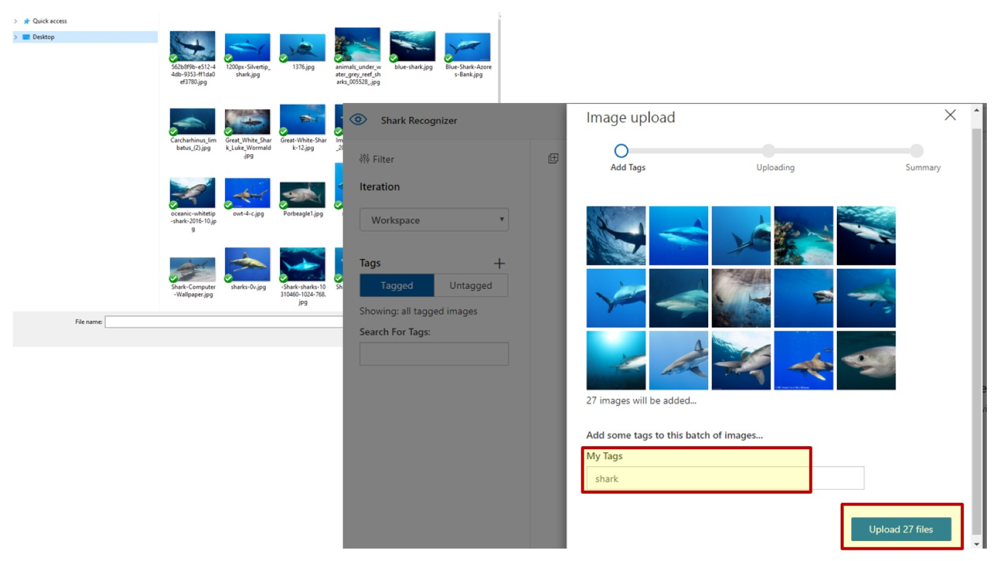 Quick access
Desktop
562b8f9b-e512-4
4db-9353-ff1da0
ef3780.jpg
1200px-Silvertip_
shark.jpg
1376.jpg
animals_under_w
ater_grey_reef_sh
arks_005528_.jpg
blue-shark.jpg
Blue-Shark-Azore
s-Bank.jpg
Carcharhinus_lim
batus_(2).jpg
Great_White_Shar
k_Luke_Wormald
.jpg
Great-White-Shar
k-12.jpg
Im
_20
oceanic-whitetip
-shark-2016-10.jp
g
owt-4-c.jpg
Porbeagle1.jpg
s
Shark-Computer
-Wallpaper.jpg
sharks-0v.jpg
-Shark-sharks-10
310460-1024-768.
jpg
Sh
File name:
Shark Recognizer
Filter
Iteration
Workspace
Tags
Tagged
Untagged
Showing: all tagged images
Search For Tags:
Image upload
Add Tags
Uploading
Summary
27 images will be added...
Add some tags to this batch of images...
My Tags
shark
Upload 27 files